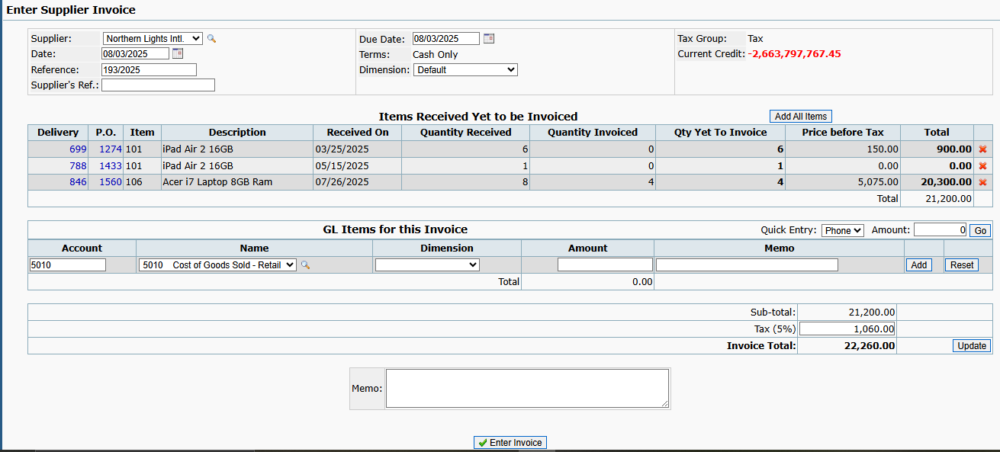 Enter Supplier Invoice
Supplier: Northern Lights Intl. Due Date: 08/03/2025 Tax Group: Tax
Date: 08/03/2025 Terms: Cash Only Current Credit: -2,663,797,767.45
Reference: 193/2025 Dimension: Default
Supplier's Ref.:
Items Received Yet to be Invoiced Add All Items
Delivery P.O. Item Description Received On Quantity Received Quantity Invoiced Qty Yet To Invoice Price before Tax Total
699 1274 101 iPad Air 2 16GB 03/25/2025 6 0 6 150.00 900.00
788 1433 101 iPad Air 2 16GB 05/15/2025 1 0 1 0.00 0.00
846 1560 106 Acer i7 Laptop 8GB Ram 07/26/2025 8 4 4 5,075.00 20,300.00
Total 21,200.00
GL Items for this Invoice Quick Entry: Phone Amount: 0 Go
Account Name Dimension Amount Memo
5010 5010 Cost of Goods Sold - Retail Add Reset
Total 0.00
Sub-total: 21,200.00
Tax (5%) 1,060.00
Invoice Total: 22,260.00 Update
Memo:
Enter Invoice